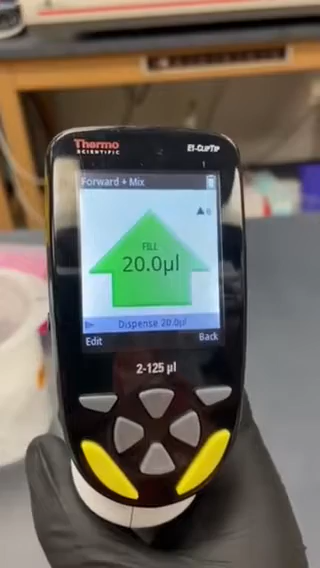 Thermo
SCIENTIFIC
E1-ClipTip
Forward + Mix
FILL
20.0µl
Dispense 20.0µl
Edit
Back
2-125 µl